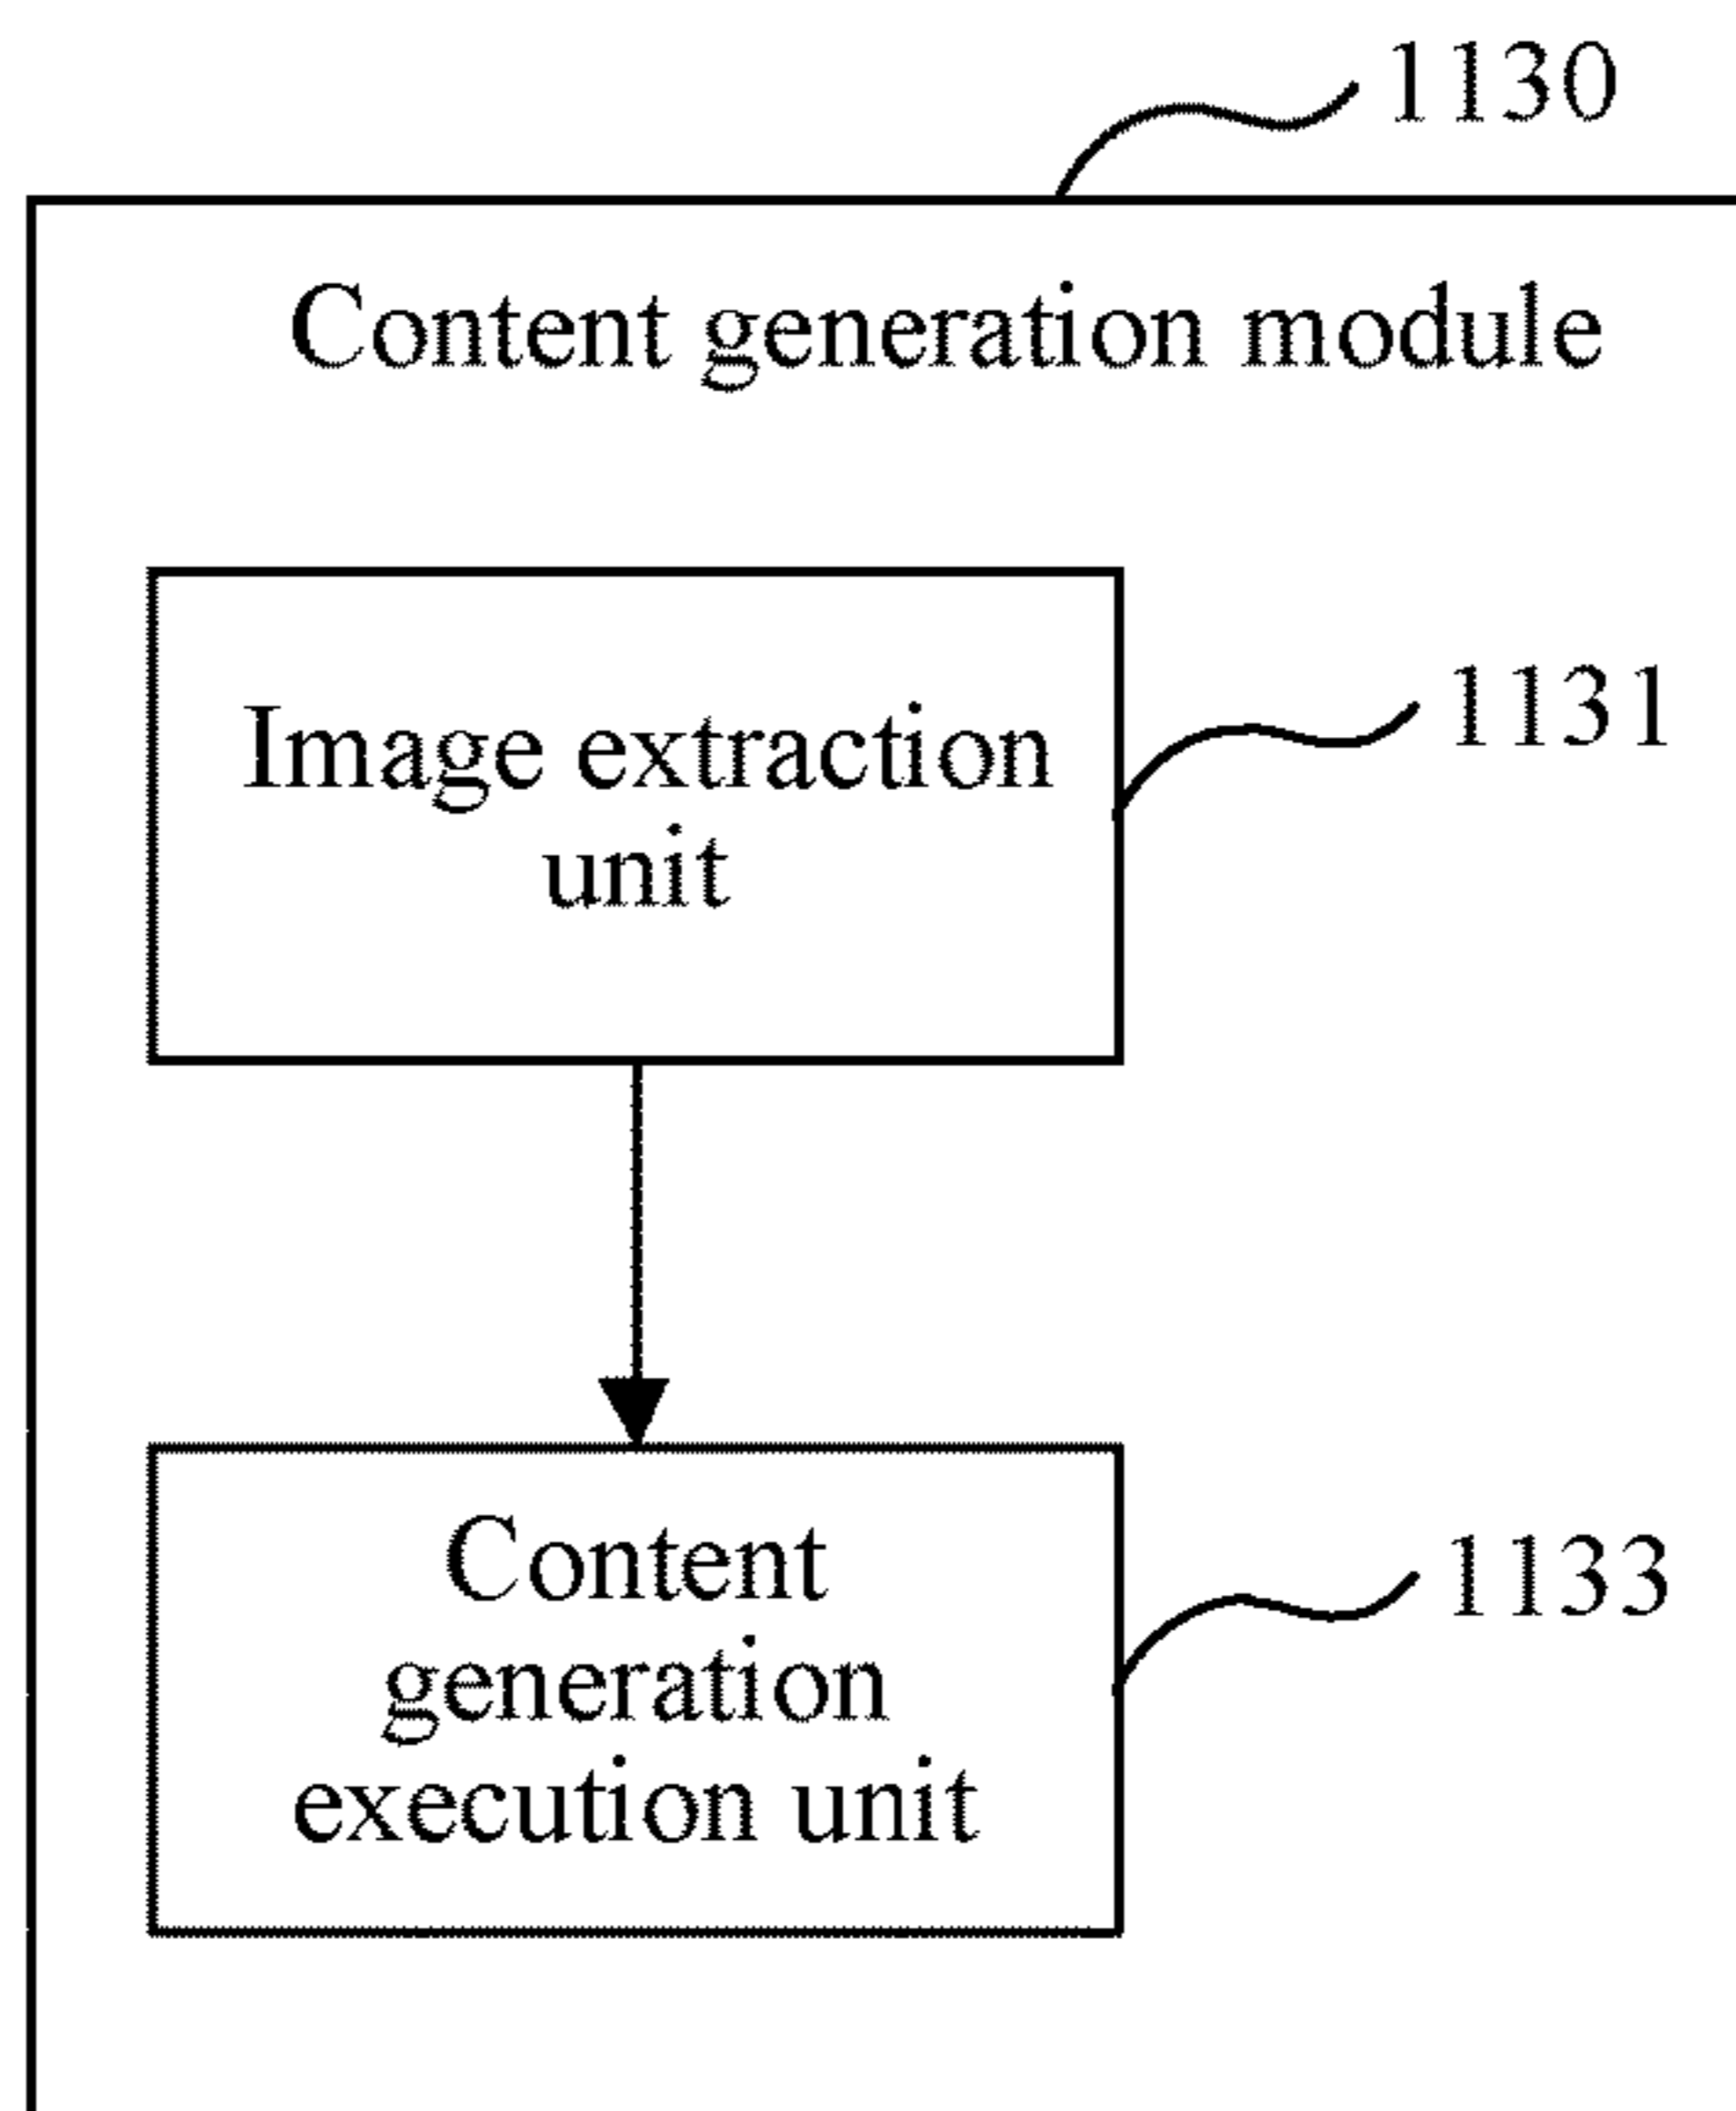 1130
Content generation module
Image extraction
unit
1131
Content
generation
execution unit
1133